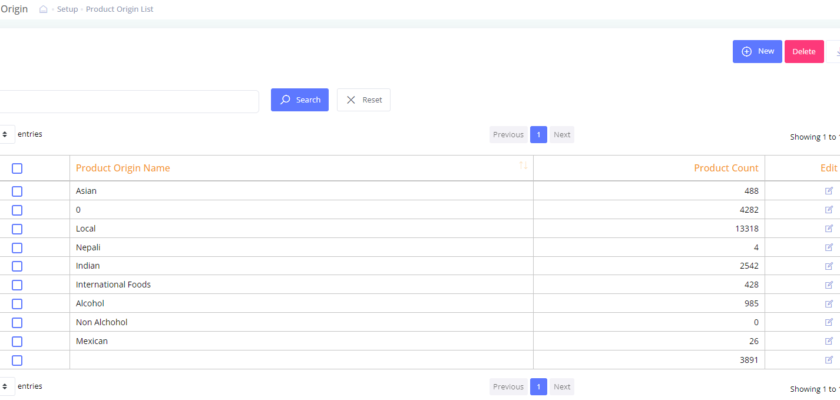 Origin - Setup - Product Origin List
New Delete
Search Reset
entries Previous 1 Next
Showing 1 to
Product Origin Name Product Count Edit
Asian 488
0 4282
Local 13318
Nepali 4
Indian 2542
International Foods 428
Alcohol 985
Non Alchohol 0
Mexican 26
3891
entries Previous 1 Next
Showing 1 to